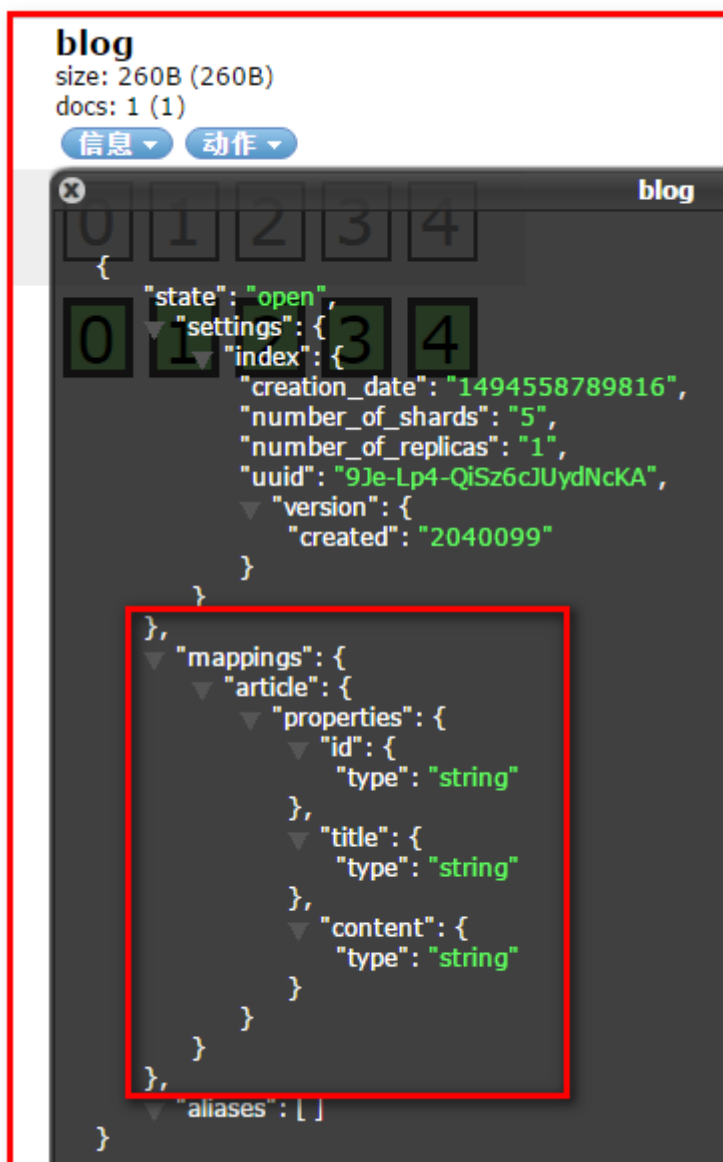 blog
size: 260B (260B)
docs: 1 (1)
信息 动作
blog
0 1 2 3 4
{
"state": "open",
"settings": {
0 1 2 3 4
"index": {
"creation_date": "1494558789816",
"number_of_shards": "5",
"number_of_replicas": "1",
"uuid": "9Je-Lp4-QiSz6cJUydNcKA",
"version": {
"created": "2040099"
}
}
},
"mappings": {
"article": {
"properties": {
"id": {
"type": "string"
},
"title": {
"type": "string"
},
"content": {
"type": "string"
}
}
}
},
"aliases": [ ]
}